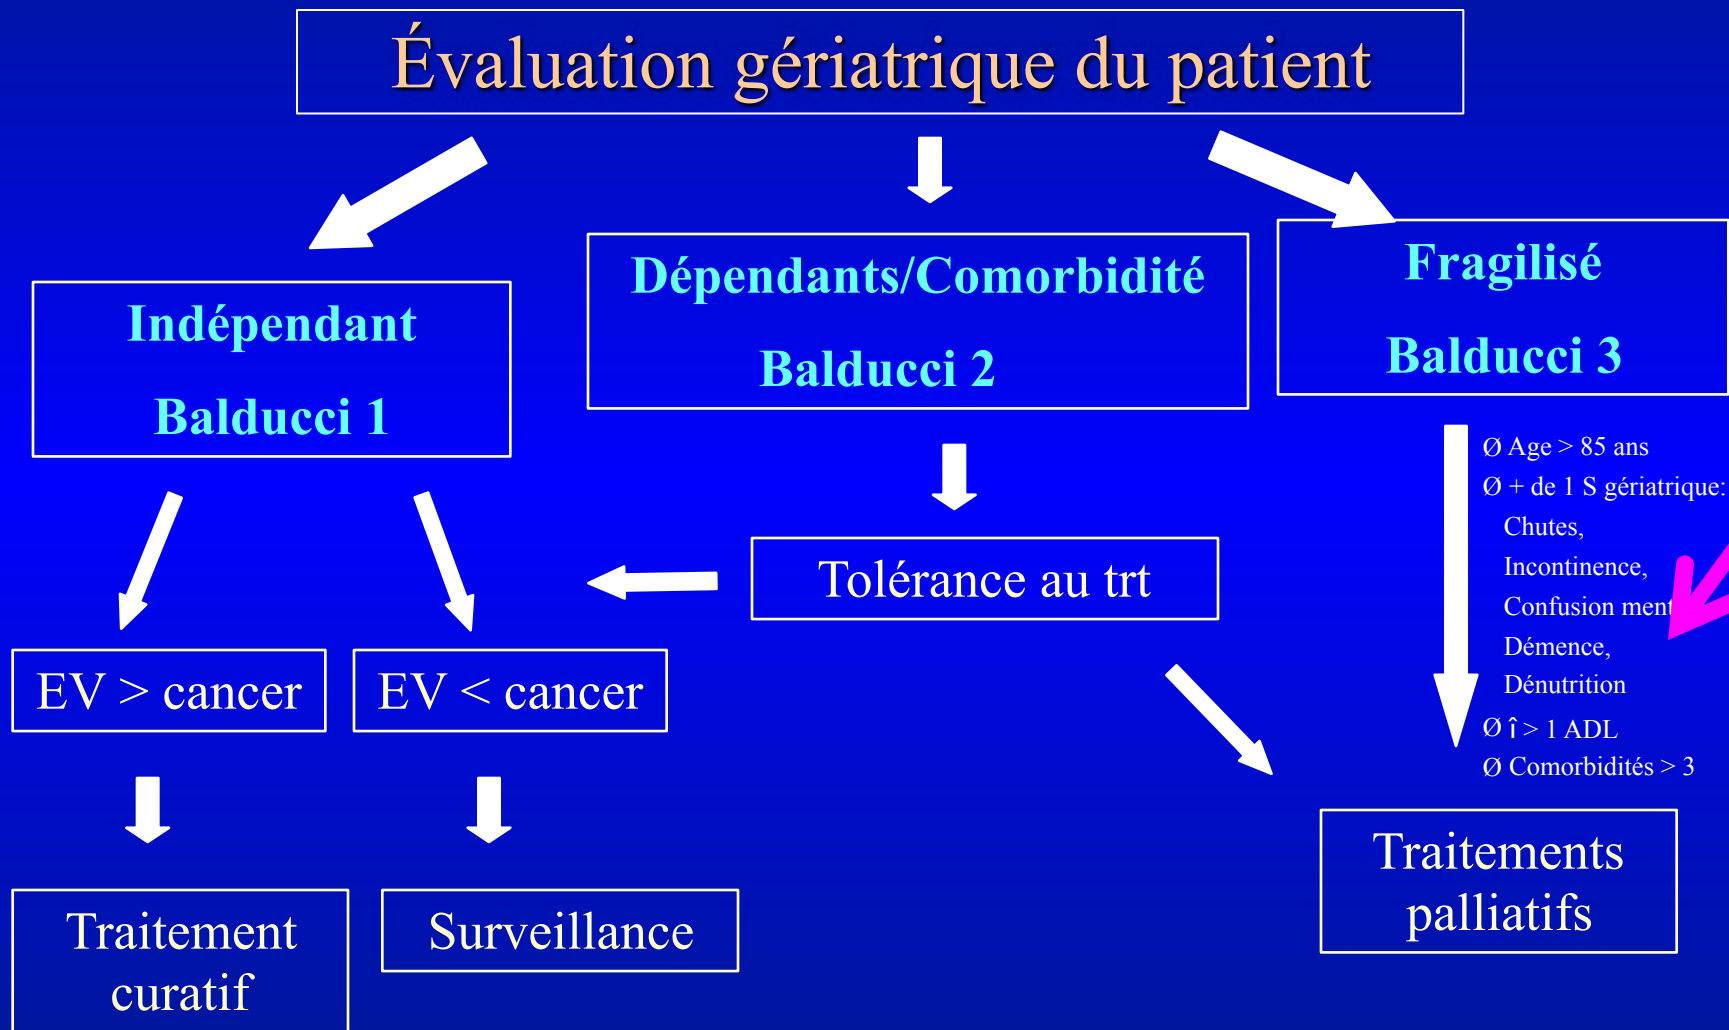 Évaluation gériatrique du patient
Indépendant
Balducci 1
Dépendants/Comorbidité
Balducci 2
Fragilisé
Balducci 3
Ø Age > 85 ans
Ø + de 1 S gériatrique:
Chutes,
Incontinence,
Confusion ment
Démence,
Dénutrition
Ø î > 1 ADL
Ø Comorbidités > 3
Tolérance au trt
EV > cancer
EV < cancer
Traitement
curatif
Surveillance
Traitements
palliatifs